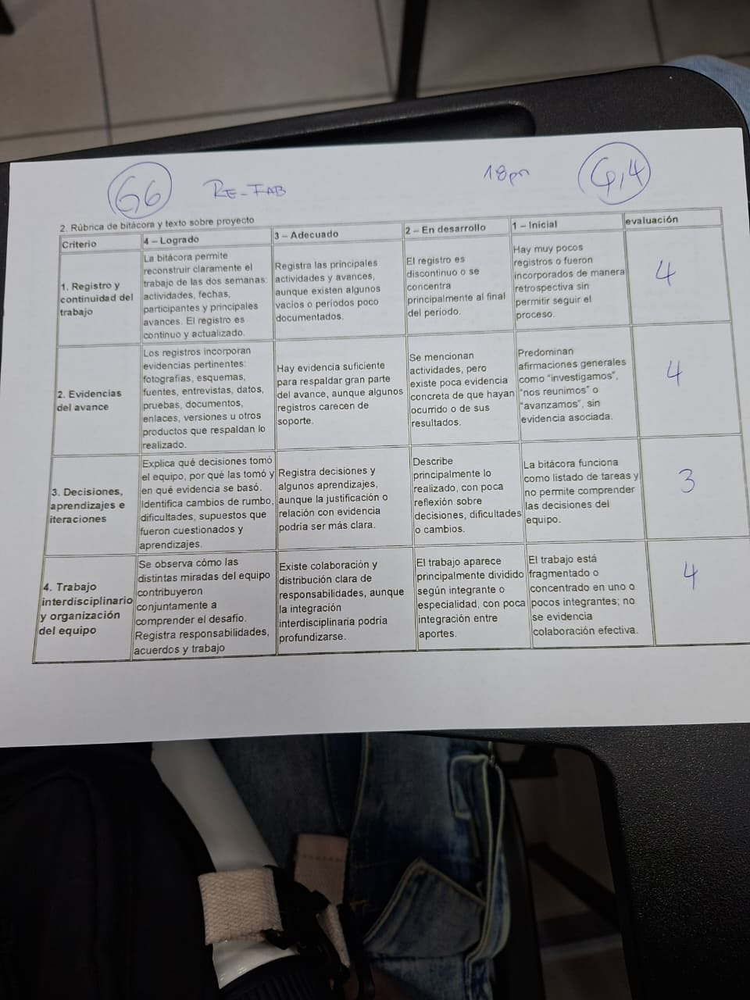 G6 RE-FAB 18pn 6,4
2. Rúbrica de bitácora y texto sobre proyecto
Criterio
4 – Logrado
3 – Adecuado
2 – En desarrollo
1 – Inicial
evaluación
1. Registro y
continuidad del
trabajo
La bitácora permite
reconstruir claramente el
trabajo de las dos semanas:
actividades, fechas,
participantes y principales
avances. El registro es
continuo y actualizado.
Registra las principales
actividades y avances,
aunque existen algunos
vacíos o períodos poco
documentados.
El registro es
discontinuo o se
concentra
principalmente al final
del período.
Hay muy pocos
registros o fueron
incorporados de manera
retrospectiva sin
permitir seguir el
proceso.
4
2. Evidencias
del avance
Los registros incorporan
evidencias pertinentes:
fotografías, esquemas,
fuentes, entrevistas, datos,
pruebas, documentos,
enlaces, versiones u otros
productos que respaldan lo
realizado.
Hay evidencia suficiente
para respaldar gran parte
del avance, aunque algunos
registros carecen de
soporte.
Se mencionan
actividades, pero
existe poca evidencia
concreta de que hayan
ocurrido o de sus
resultados.
Predominan
afirmaciones generales
como “investigamos”,
“nos reunimos” o
“avanzamos”, sin
evidencia asociada.
4
3. Decisiones,
aprendizajes e
iteraciones
Explica qué decisiones tomó
el equipo, por qué las tomó y
en qué evidencia se basó.
Identifica cambios de rumbo,
dificultades, supuestos que
fueron cuestionados y
aprendizajes.
Registra decisiones y
algunos aprendizajes,
aunque la justificación o
relación con evidencia
podría ser más clara.
Describe
principalmente lo
realizado, con poca
reflexión sobre
decisiones, dificultades
o cambios.
La bitácora funciona
como listado de tareas y
no permite comprender
las decisiones del
equipo.
3
4. Trabajo
interdisciplinario
y organización
del equipo
Se observa cómo las
distintas miradas del equipo
contribuyeron
conjuntamente a
comprender el desafío.
Registra responsabilidades,
acuerdos y trabajo
Existe colaboración y
distribución clara de
responsabilidades, aunque
la integración
interdisciplinaria podría
profundizarse.
El trabajo aparece
principalmente dividido
según integrante o
especialidad, con poca
integración entre
aportes.
El trabajo está
fragmentado o
concentrado en uno o
pocos integrantes; no
se evidencia
colaboración efectiva.
4